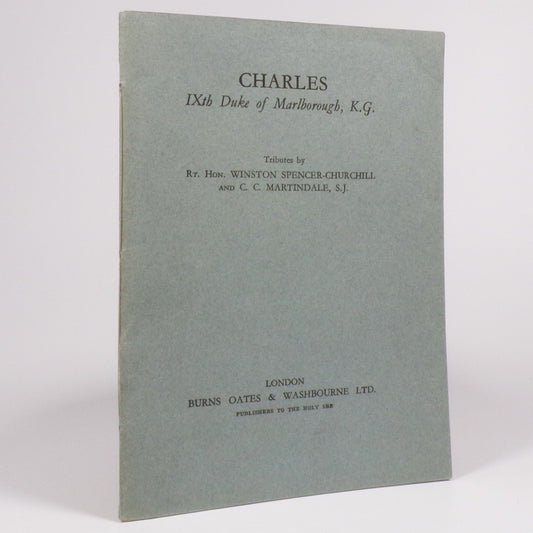 CHARLES
IXth Duke of Marlborough, K.G.
Tributes by
RT. HON. WINSTON SPENCER-CHURCHILL
AND C. C. MARTINDALE, S.J.
LONDON
BURNS OATES & WASHBOURNE LTD.
PUBLISHERS TO THE HOLY SEE